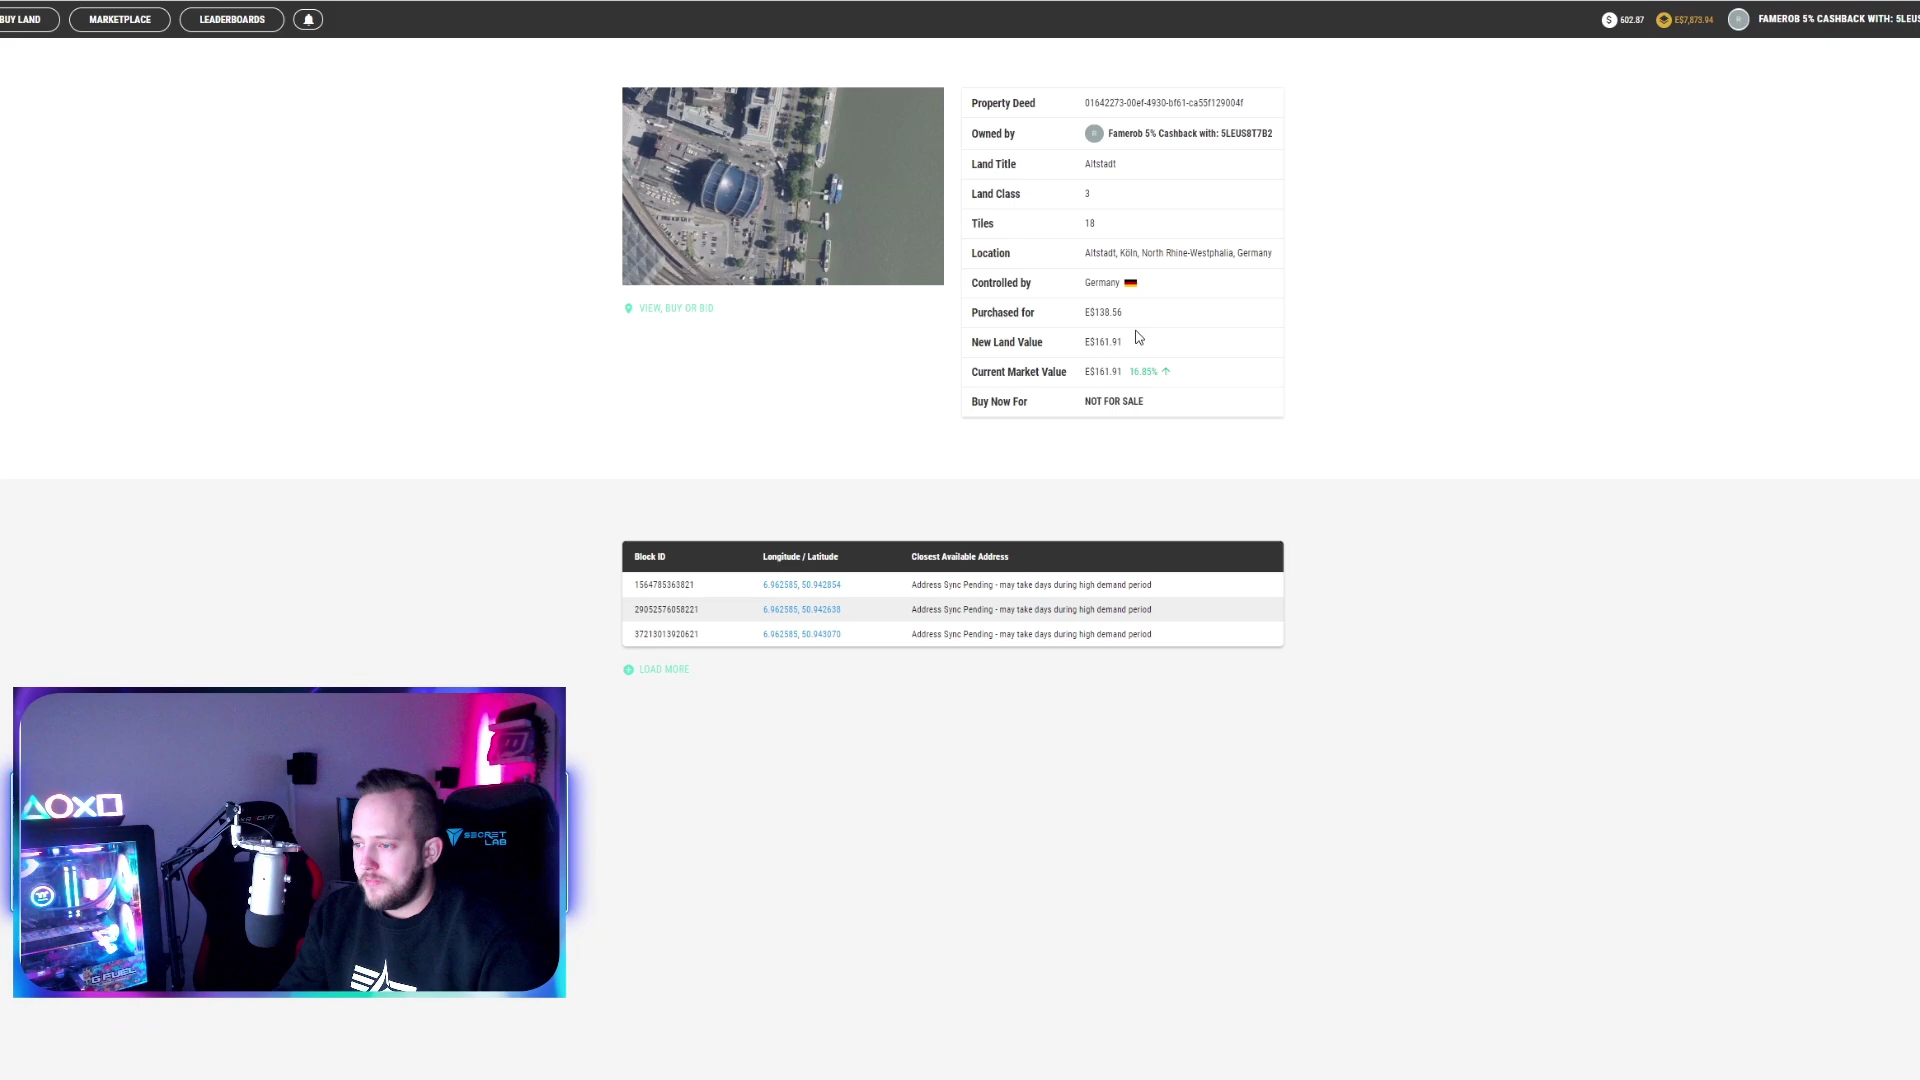 BUY LAND
MARKETPLACE
LEADERBOARDS
602.87
E$7,873.94
FAMEROB 5% CASHBACK WITH: 5LEUS
Property Deed 01642273-00ef-4930-bf61-ca55f129004f
Owned by Famerob 5% Cashback with: 5LEUS8T7B2
Land Title Altstadt
Land Class 3
Tiles 18
Location Altstadt, Köln, North Rhine-Westphalia, Germany
Controlled by Germany
Purchased for E$138.56
New Land Value E$161.91
Current Market Value E$161.91 16.85%
Buy Now For NOT FOR SALE
VIEW, BUY OR BID
Block ID Longitude / Latitude Closest Available Address
1564785363821 6.962585, 50.942854 Address Sync Pending - may take days during high demand period
29052576058221 6.962585, 50.942638 Address Sync Pending - may take days during high demand period
37213013920621 6.962585, 50.943070 Address Sync Pending - may take days during high demand period
LOAD MORE
SECRET
LAB
G FUEL